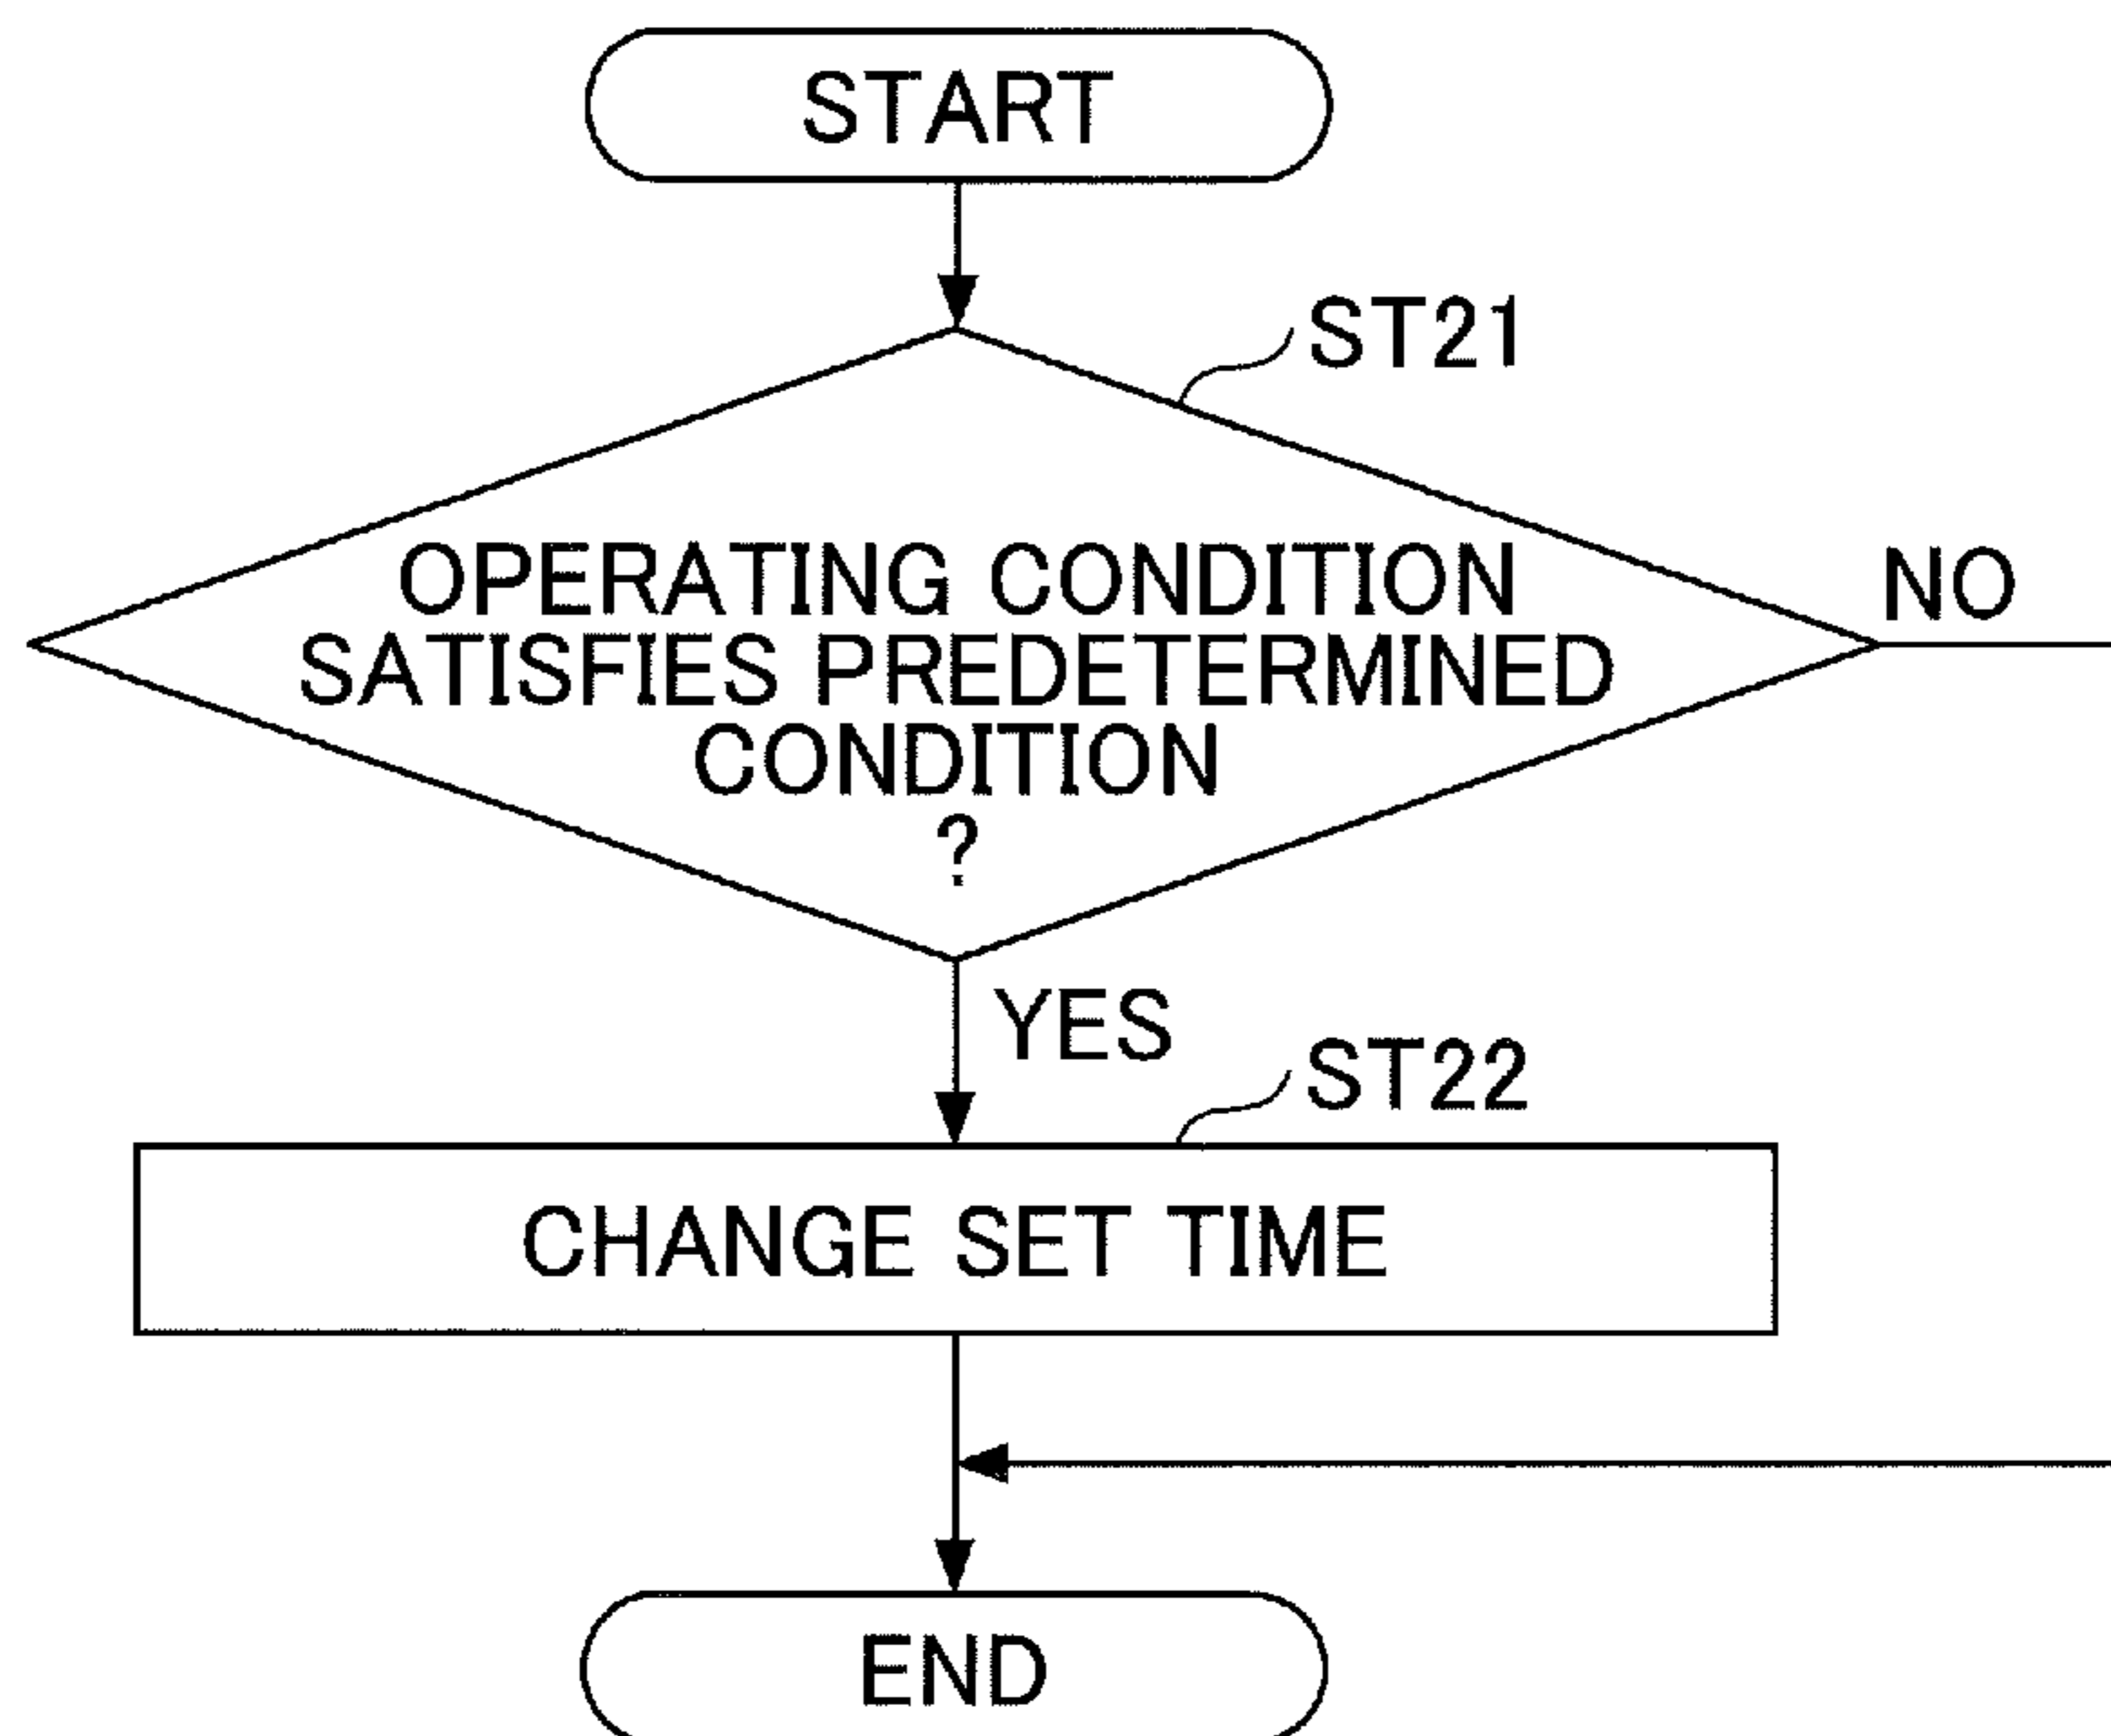 START
ST21
OPERATING CONDITION
NO
SATISFIES PREDETERMINED
CONDITION
?
YES
ST22
CHANGE SET TIME
END